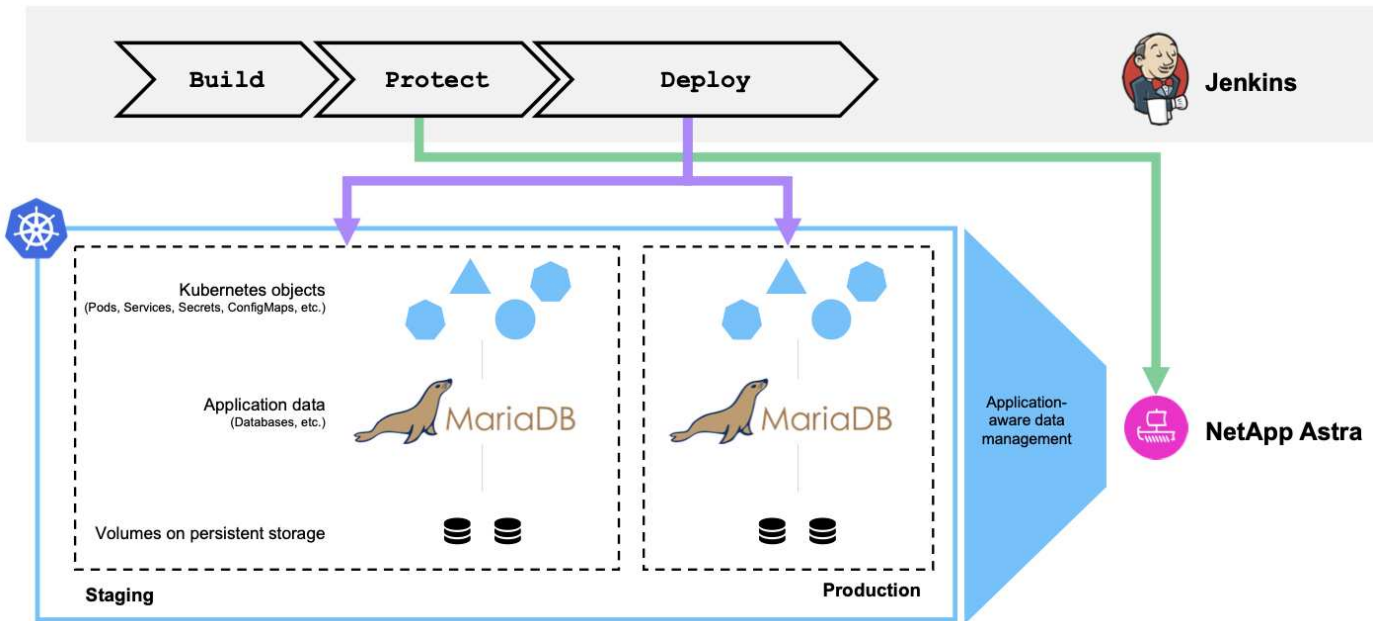 Build
Protect
Deploy
Jenkins
Kubernetes objects
(Pods, Services, Secrets, ConfigMaps, etc.)
Application data
(Databases, etc.)
MariaDB
MariaDB
Application-
aware data
management
NetApp Astra
Volumes on persistent storage
Staging
Production